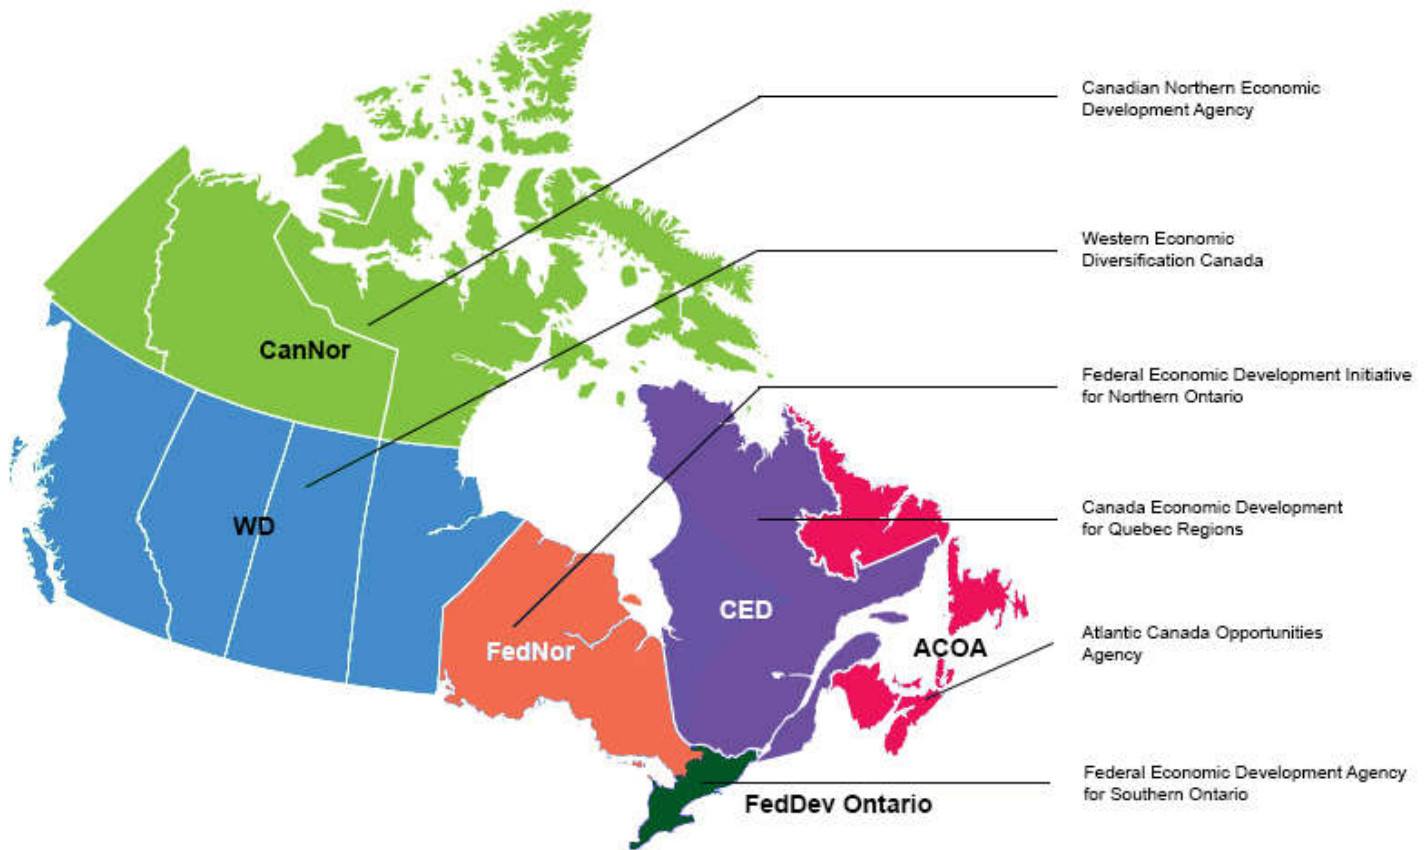 Canadian Northern Economic
Development Agency
Western Economic
Diversification Canada
CanNor
Federal Economic Development Initiative
for Northern Ontario
Canada Economic Development
for Quebec Regions
WD
CED
Atlantic Canada Opportunities
Agency
ACOA
FedNor
Federal Economic Development Agency
for Southern Ontario
FedDev Ontario